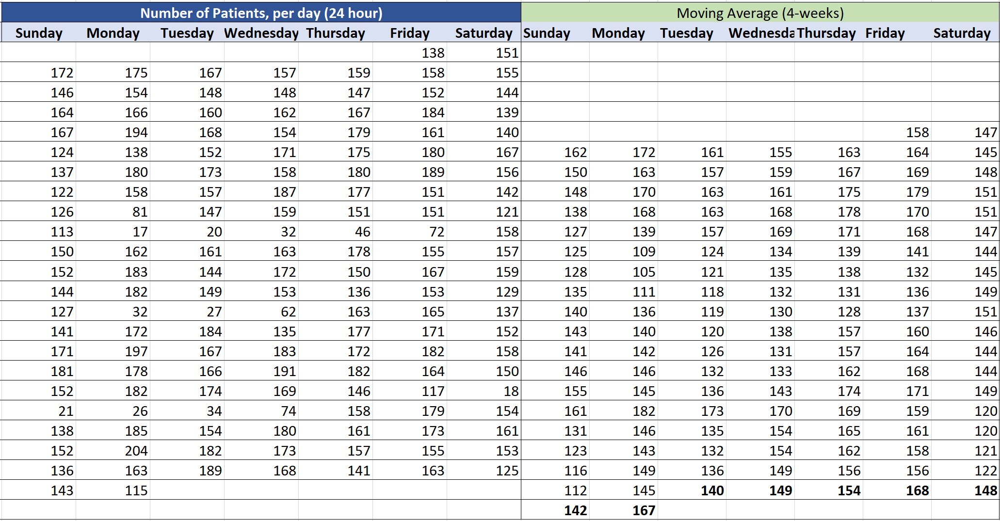 Number of Patients, per day (24 hour) Moving Average (4-weeks)
Sunday Monday Tuesday Wednesday Thursday Friday Saturday Sunday Monday Tuesday Wednesda Thursday Friday Saturday
138 151
172 175 167 157 159 158 155
146 154 148 148 147 152 144
164 166 160 162 167 184 139
167 194 168 154 179 161 140 158 147
124 138 152 171 175 180 167 162 172 161 155 163 164 145
137 180 173 158 180 189 156 150 163 157 159 167 169 148
122 158 157 187 177 151 142 148 170 163 161 175 179 151
126 81 147 159 151 151 121 138 168 163 168 178 170 151
113 17 20 32 46 72 158 127 139 157 169 171 168 147
150 162 161 163 178 155 157 125 109 124 134 139 141 144
152 183 144 172 150 167 159 128 105 121 135 138 132 145
144 182 149 153 136 153 129 135 111 118 132 131 136 149
127 32 27 62 163 165 137 140 136 119 130 128 137 151
141 172 184 135 177 171 152 143 140 120 138 157 160 146
171 197 167 183 172 182 158 141 142 126 131 157 164 144
181 178 166 191 182 164 150 146 146 132 133 162 168 144
152 182 174 169 146 117 18 155 145 136 143 174 171 149
21 26 34 74 158 179 154 161 182 173 170 169 159 120
138 185 154 180 161 173 161 131 146 135 154 165 161 120
152 204 182 173 157 155 153 123 143 132 154 162 158 121
136 163 189 168 141 163 125 116 149 136 149 156 156 122
143 115 112 145 140 149 154 168 148
142 167